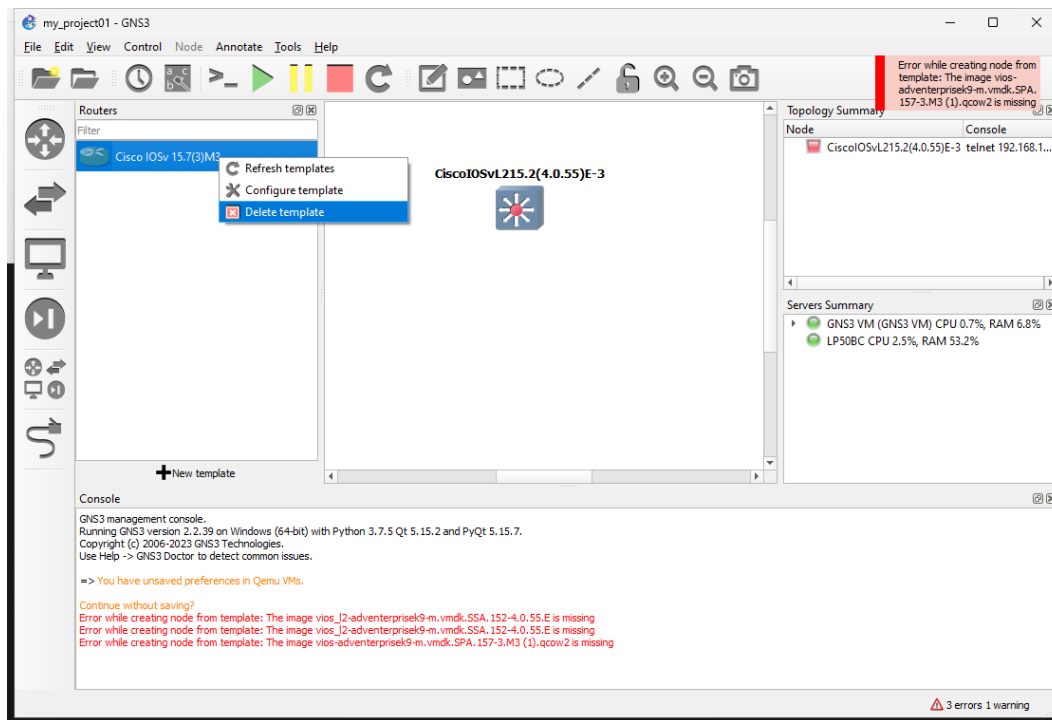 my_project01 - GNS3
File Edit View Control Node Annotate Tools Help
Error while creating node from
template: The image vios-
adventerprisek9-m.vmdk.SPA.
157-3.M3 (1).qcow2 is missing
Routers
Filter
Cisco IOSv 15.7(3)M3
Refresh templates
Configure template
Delete template
New template
CiscoIOSvL215.2(4.0.55)E-3
Topology Summary
Node Console
CiscoIOSvL215.2(4.0.55)E-3 telnet 192.168.1...
Servers Summary
GNS3 VM (GNS3 VM) CPU 0.7%, RAM 6.8%
LP50BC CPU 2.5%, RAM 53.2%
Console
GNS3 management console.
Running GNS3 version 2.2.39 on Windows (64-bit) with Python 3.7.5 Qt 5.15.2 and PyQt 5.15.7.
Copyright (c) 2006-2023 GNS3 Technologies.
Use Help -> GNS3 Doctor to detect common issues.
=> You have unsaved preferences in Qemu VMs.
Continue without saving?
Error while creating node from template: The image vios_l2-adventerprisek9-m.vmdk.SSA.152-4.0.55.E is missing
Error while creating node from template: The image vios_l2-adventerprisek9-m.vmdk.SSA.152-4.0.55.E is missing
Error while creating node from template: The image vios-adventerprisek9-m.vmdk.SPA.157-3.M3 (1).qcow2 is missing
3 errors 1 warning